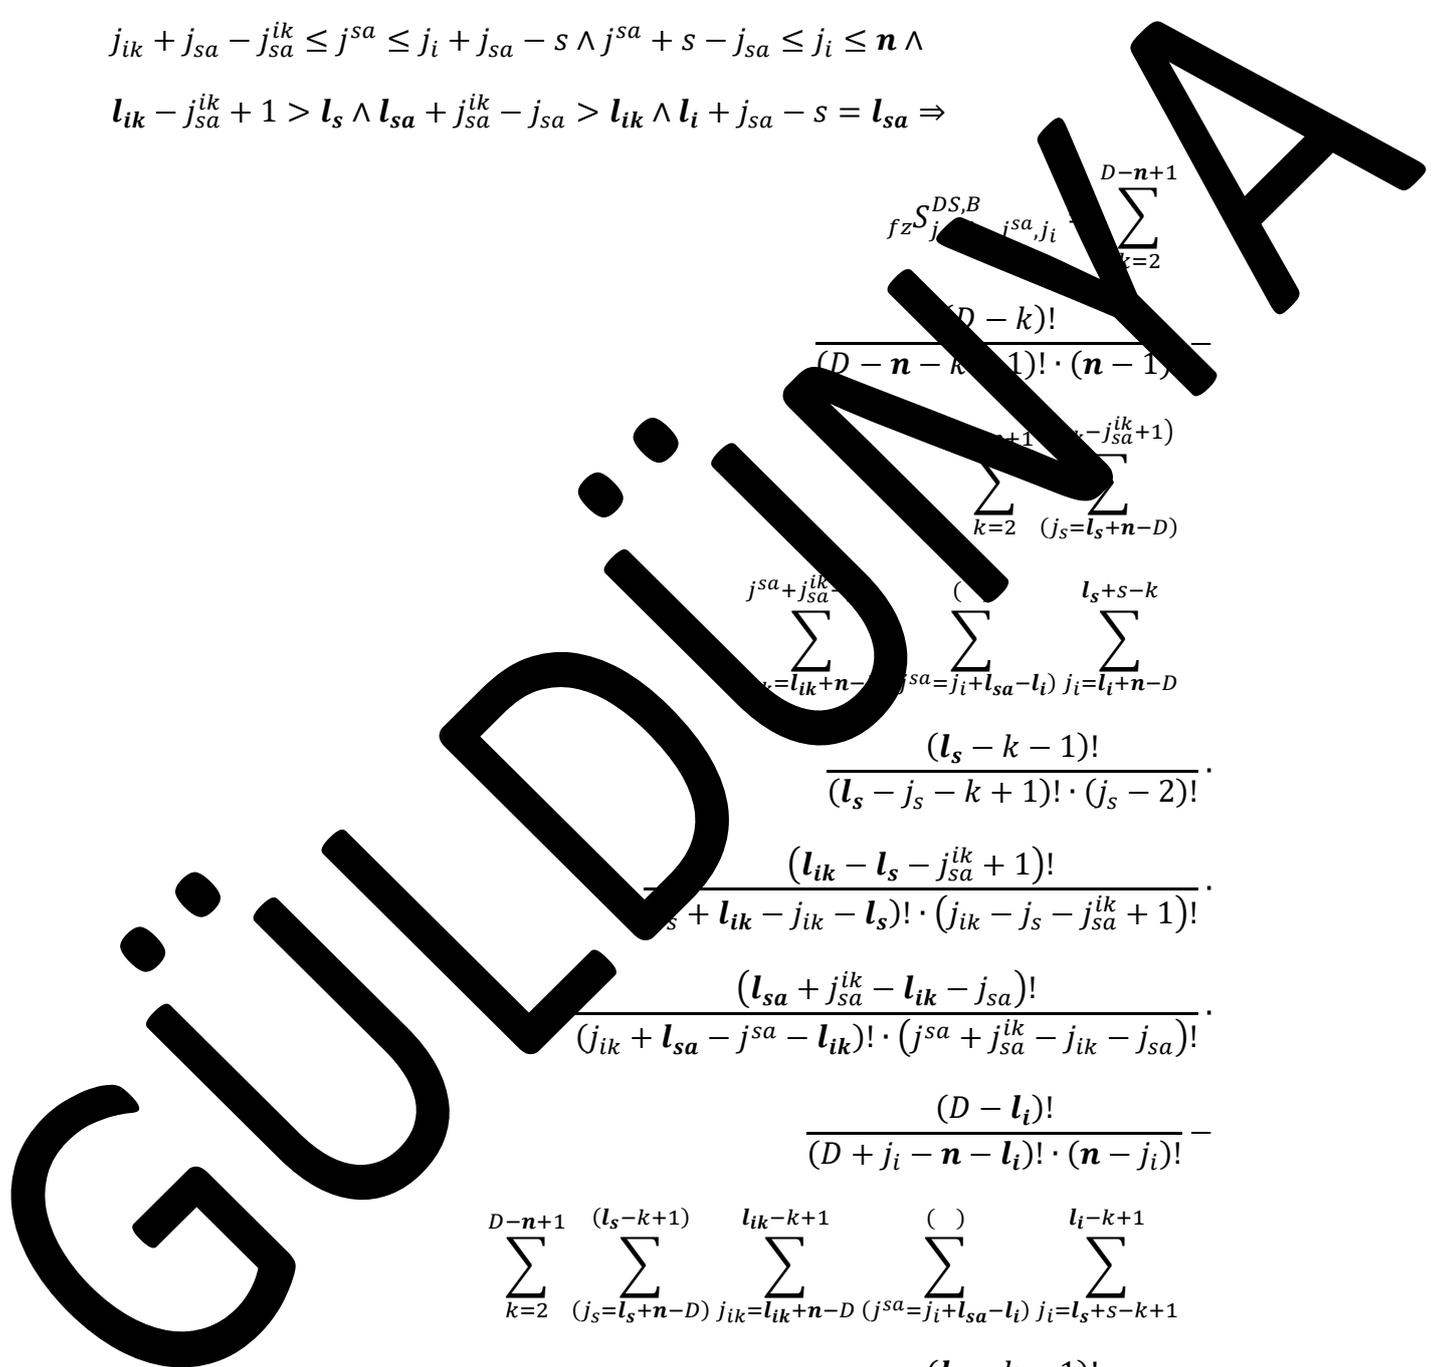 j_{ik} + j_{sa} − j_{sa}^{ik} ≤ j^{sa} ≤ j_i + j_{sa} − s ∧ j^{sa} + s − j_{sa} ≤ j_i ≤ n ∧
l_{ik} − j_{sa}^{ik} + 1 > l_s ∧ l_{sa} + j_{sa}^{ik} − j_{sa} > l_{ik} ∧ l_i + j_{sa} − s = l_{sa} ⇒
D−n+1
_{fz}S^{DS,B} j^{sa},j_i ∑
k=2
(D − k)!
(D − n − k 1)! · (n − 1) −
+1 −j_{sa}^{ik}+1)
∑ ∑
k=2 (j_s=l_s+n−D)
j^{sa}+j_{sa}^{ik} ( l_s+s−k
∑ ∑ ∑
=l_{ik}+n− j^{sa}=j_i+l_{sa}−l_i) j_i=l_i+n−D
(l_s − k − 1)!
(l_s − j_s − k + 1)! · (j_s − 2)! ·
(l_{ik} − l_s − j_{sa}^{ik} + 1)!
+ l_{ik} − j_{ik} − l_s)! · (j_{ik} − j_s − j_{sa}^{ik} + 1)! ·
(l_{sa} + j_{sa}^{ik} − l_{ik} − j_{sa})!
(j_{ik} + l_{sa} − j^{sa} − l_{ik})! · (j^{sa} + j_{sa}^{ik} − j_{ik} − j_{sa})! ·
(D − l_i)!
(D + j_i − n − l_i)! · (n − j_i)! −
D−n+1 (l_s−k+1) l_{ik}−k+1 ( ) l_i−k+1
∑ ∑ ∑ ∑ ∑
k=2 (j_s=l_s+n−D) j_{ik}=l_{ik}+n−D (j^{sa}=j_i+l_{sa}−l_i) j_i=l_s+s−k+1
GÜLDÜNYA